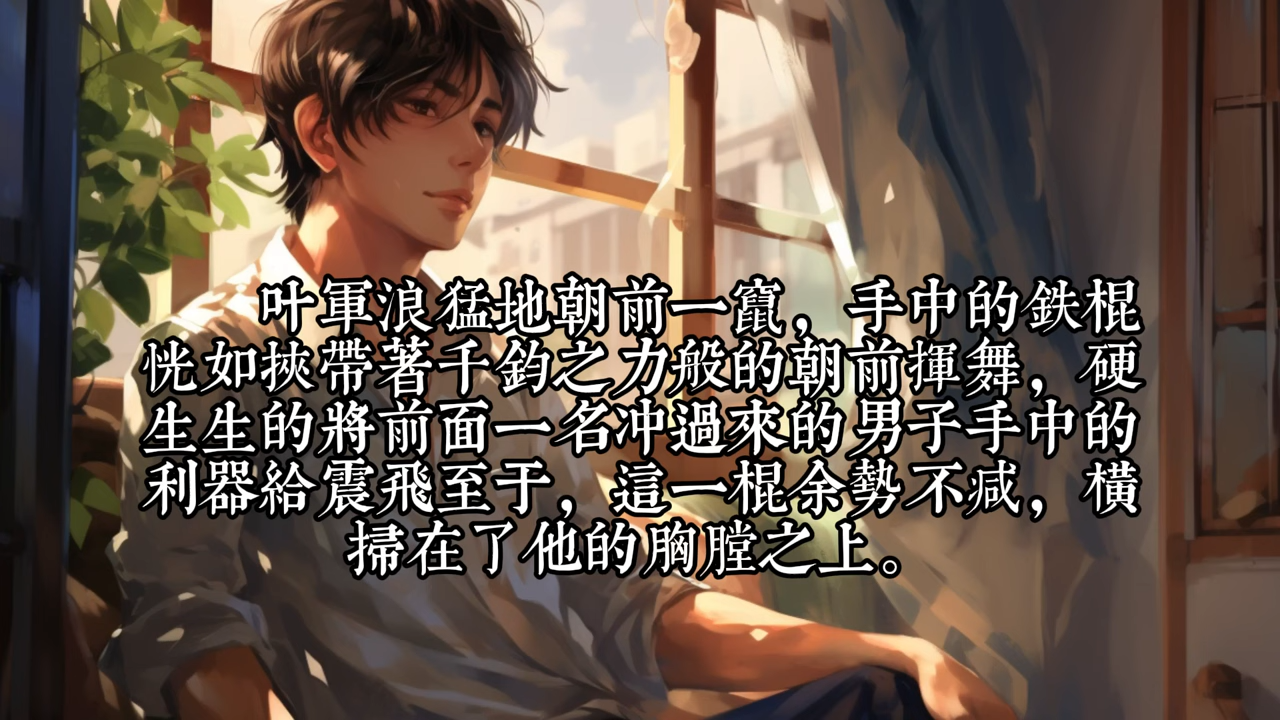 叶軍浪猛地朝前一竄，手中的鉄棍
恍如挾帶著千鈞之力般的朝前揮舞，硬
生生的將前面一名冲過來的男子手中的
利器給震飛至于，這一棍余勢不减，橫
掃在了他的胸膛之上。